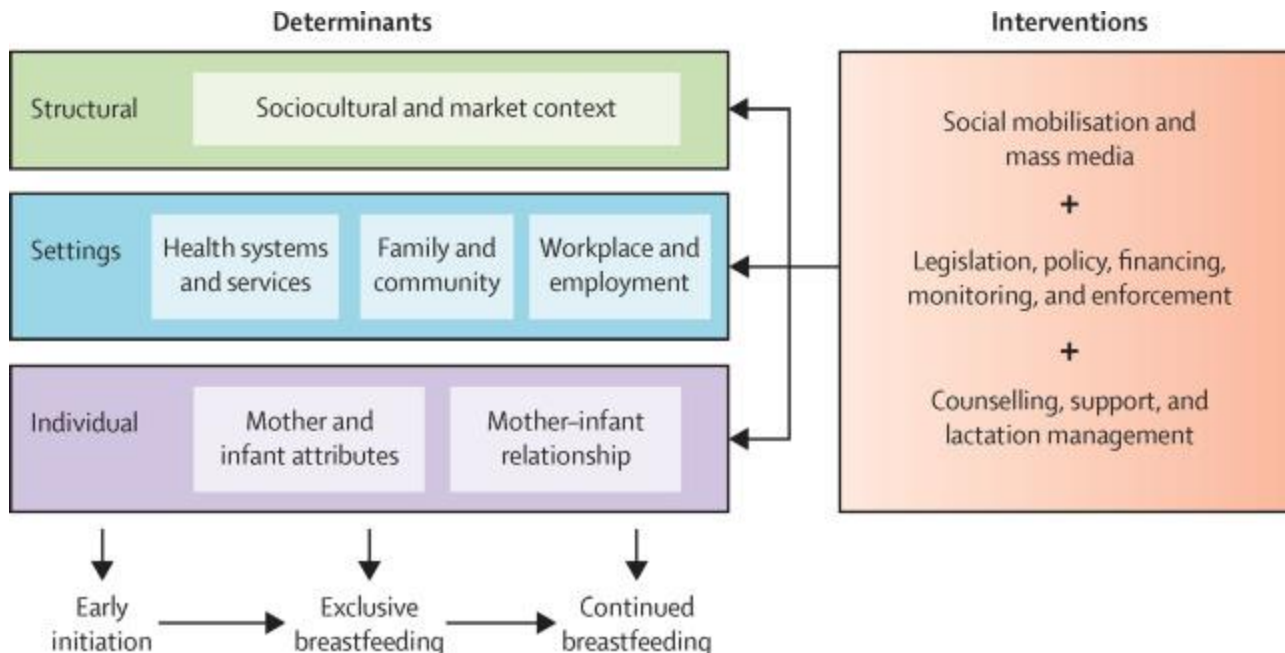 Determinants
Interventions
Structural
Sociocultural and market context
Settings
Health systems
and services
Family and
community
Workplace and
employment
Individual
Mother and
infant attributes
Mother–infant
relationship
Early
initiation
Exclusive
breastfeeding
Continued
breastfeeding
Social mobilisation and
mass media
+
Legislation, policy, financing,
monitoring, and enforcement
+
Counselling, support, and
lactation management